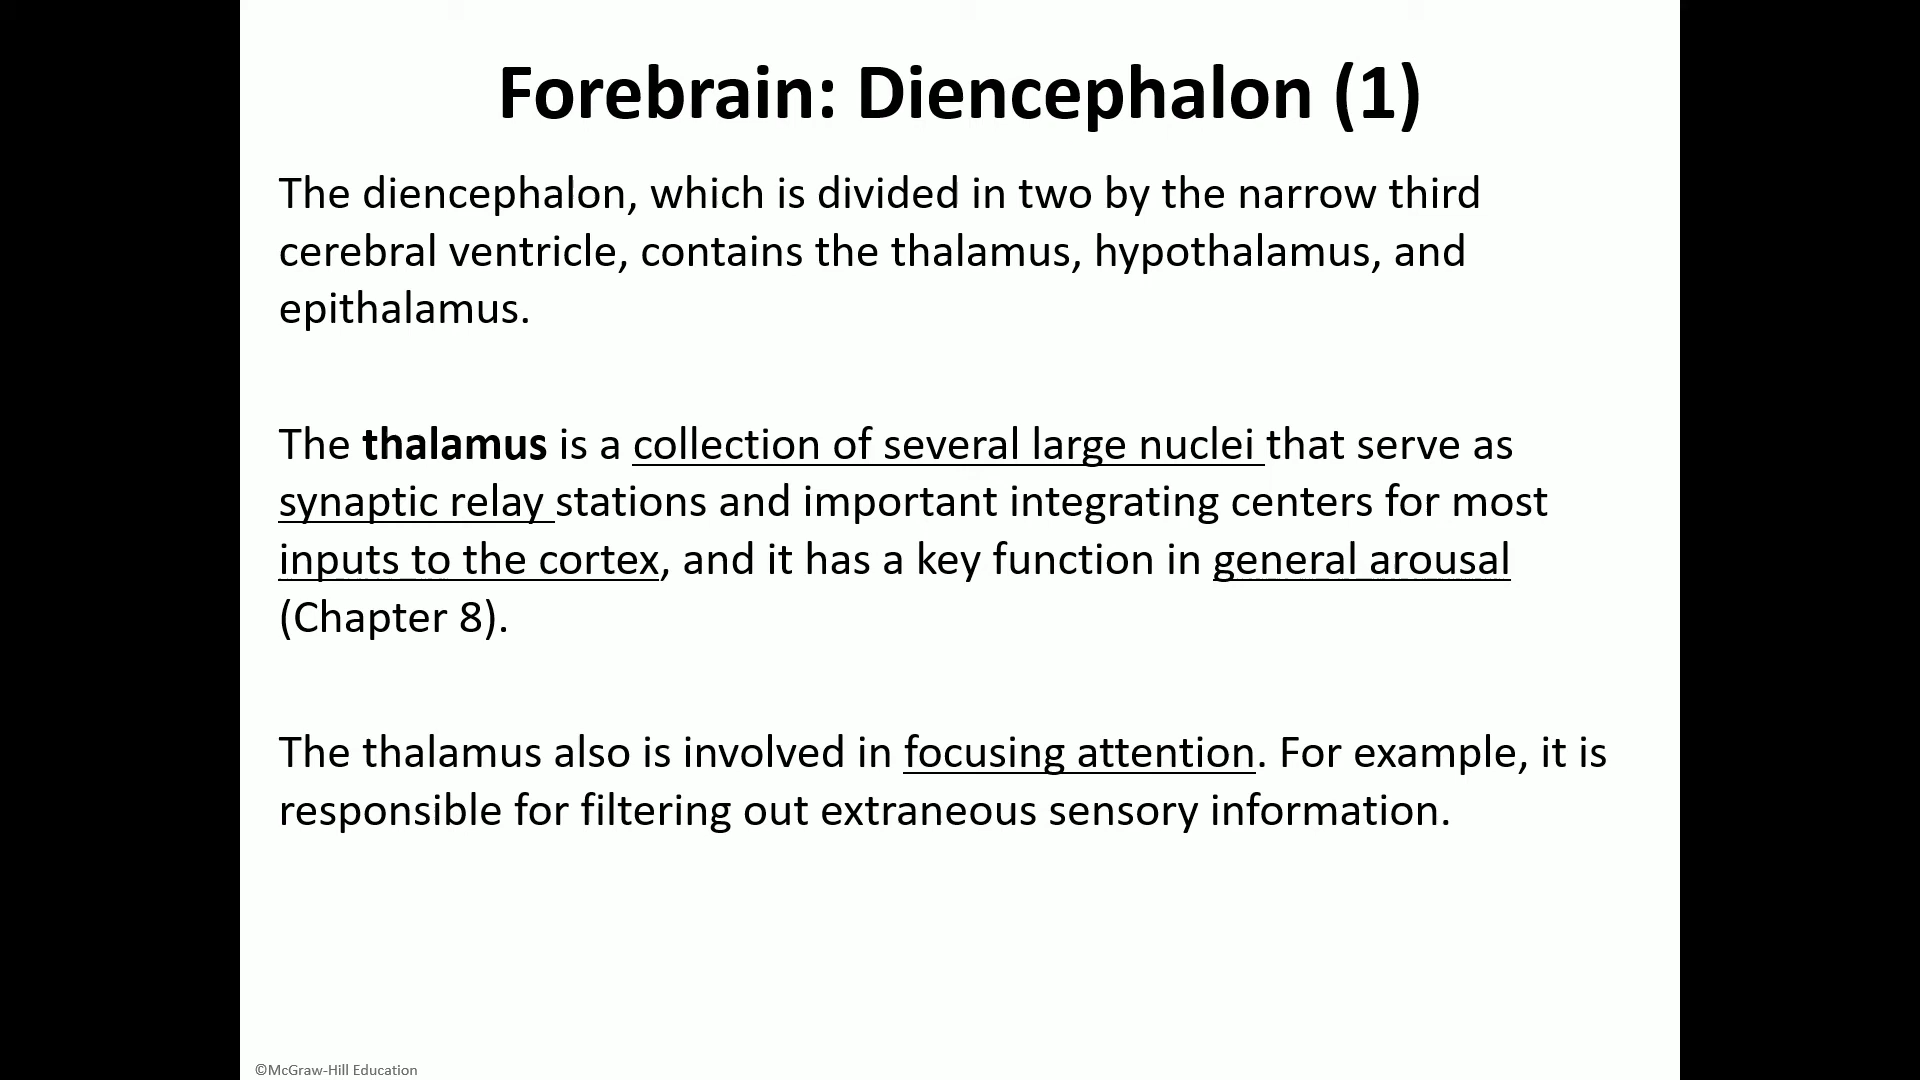 Forebrain: Diencephalon (1)
The diencephalon, which is divided in two by the narrow third
cerebral ventricle, contains the thalamus, hypothalamus, and
epithalamus.
The thalamus is a collection of several large nuclei that serve as
synaptic relay stations and important integrating centers for most
inputs to the cortex, and it has a key function in general arousal
(Chapter 8).
The thalamus also is involved in focusing attention. For example, it is
responsible for filtering out extraneous sensory information.
©McGraw-Hill Education